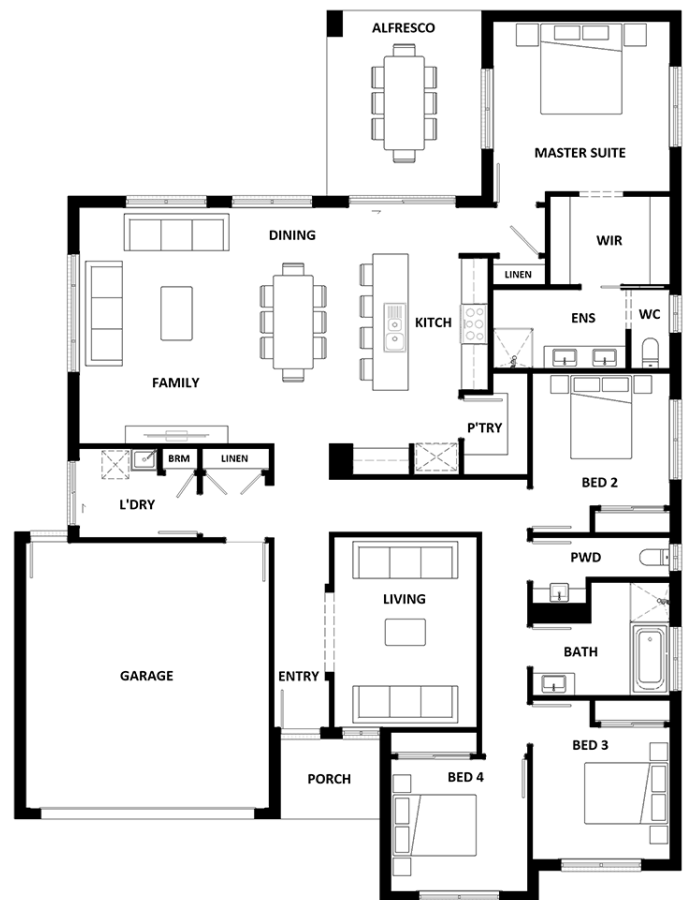 ALFRESCO
MASTER SUITE
DINING
WIR
LINEN
KITCH
ENS
WC
FAMILY
P'TRY
BRM
LINEN
BED 2
L'DRY
PWD
LIVING
BATH
GARAGE
ENTRY
BED 3
PORCH
BED 4